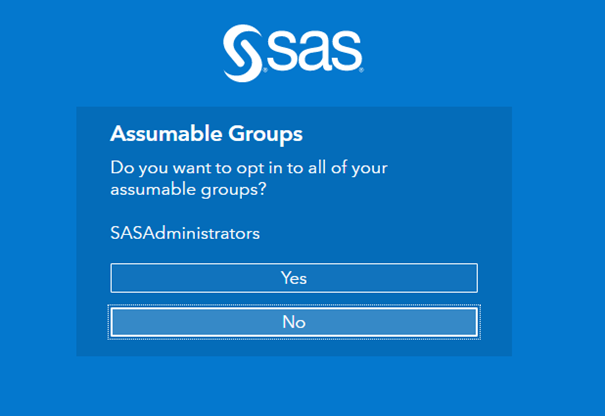 sas
Assumable Groups
Do you want to opt in to all of your
assumable groups?
SASAdministrators
Yes
No